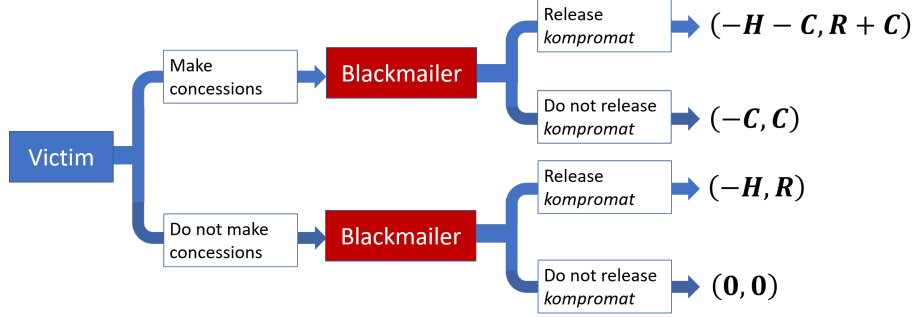 Release
kompromat
(−H − C, R + C)
Make
concessions
Blackmailer
Do not release
kompromat
(−C, C)
Victim
Release
kompromat
(−H, R)
Do not make
concessions
Blackmailer
Do not release
kompromat
(0, 0)